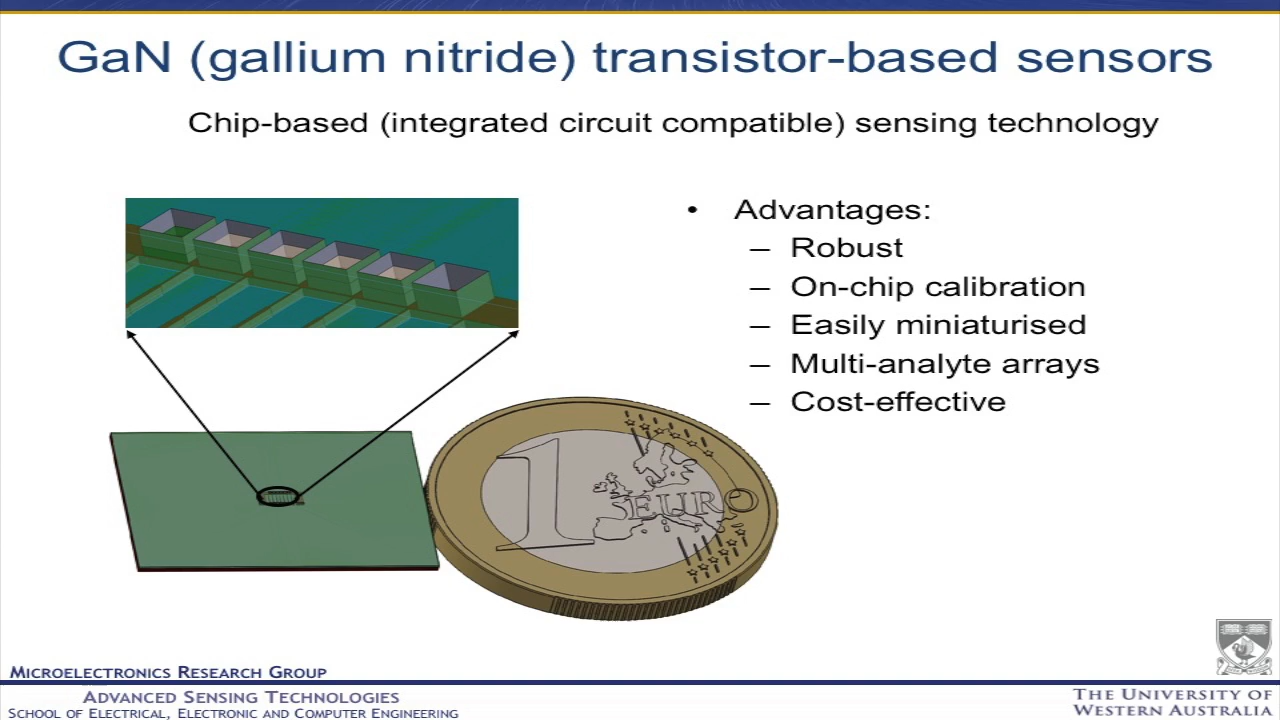 GaN (gallium nitride) transistor-based sensors
Chip-based (integrated circuit compatible) sensing technology
• Advantages:
– Robust
– On-chip calibration
– Easily miniaturised
– Multi-analyte arrays
– Cost-effective
1 EURO
MICROELECTRONICS RESEARCH GROUP
ADVANCED SENSING TECHNOLOGIES
SCHOOL OF ELECTRICAL, ELECTRONIC AND COMPUTER ENGINEERING
THE UNIVERSITY OF
WESTERN AUSTRALIA